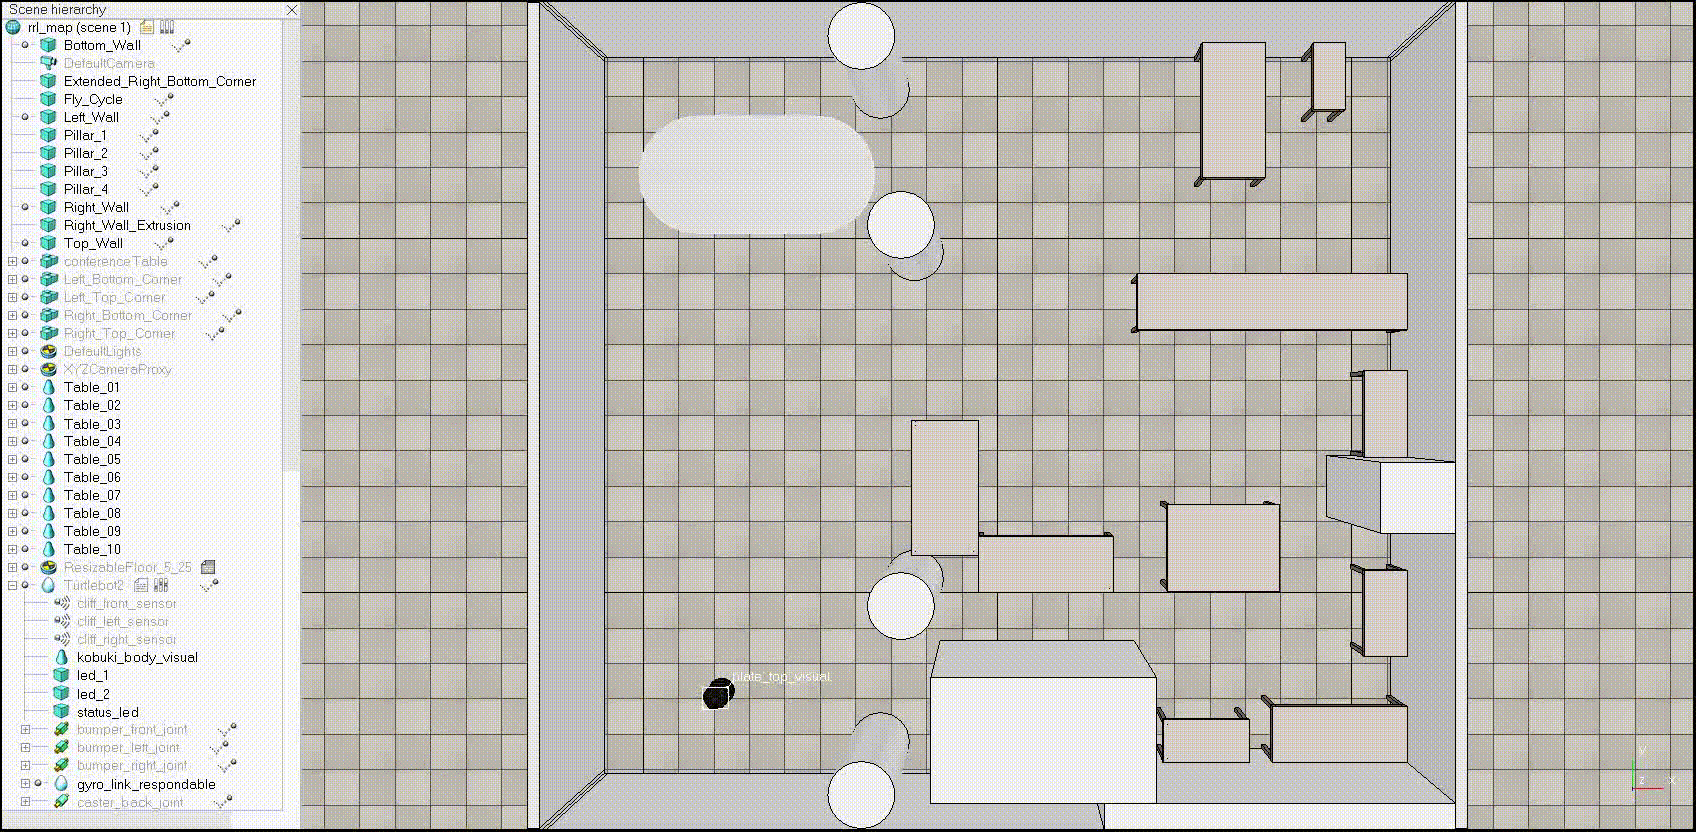 Scene hierarchy
rrl_map (scene 1)
Bottom_Wall
DefaultCamera
Extended_Right_Bottom_Corner
Fly_Cycle
Left_Wall
Pillar_1
Pillar_2
Pillar_3
Pillar_4
Right_Wall
Right_Wall_Extrusion
Top_Wall
conferenceTable
Left_Bottom_Corner
Left_Top_Corner
Right_Bottom_Corner
Right_Top_Corner
DefaultLights
XYZCameraProxy
Table_01
Table_02
Table_03
Table_04
Table_05
Table_06
Table_07
Table_08
Table_09
Table_10
ResizableFloor_5_25
Turtlebot2
cliff_front_sensor
cliff_left_sensor
cliff_right_sensor
kobuki_body_visual
led_1
led_2
status_led
bumper_front_joint
bumper_left_joint
bumper_right_joint
gyro_link_respondable
caster_back_joint
plate_top_visual
y
z
x